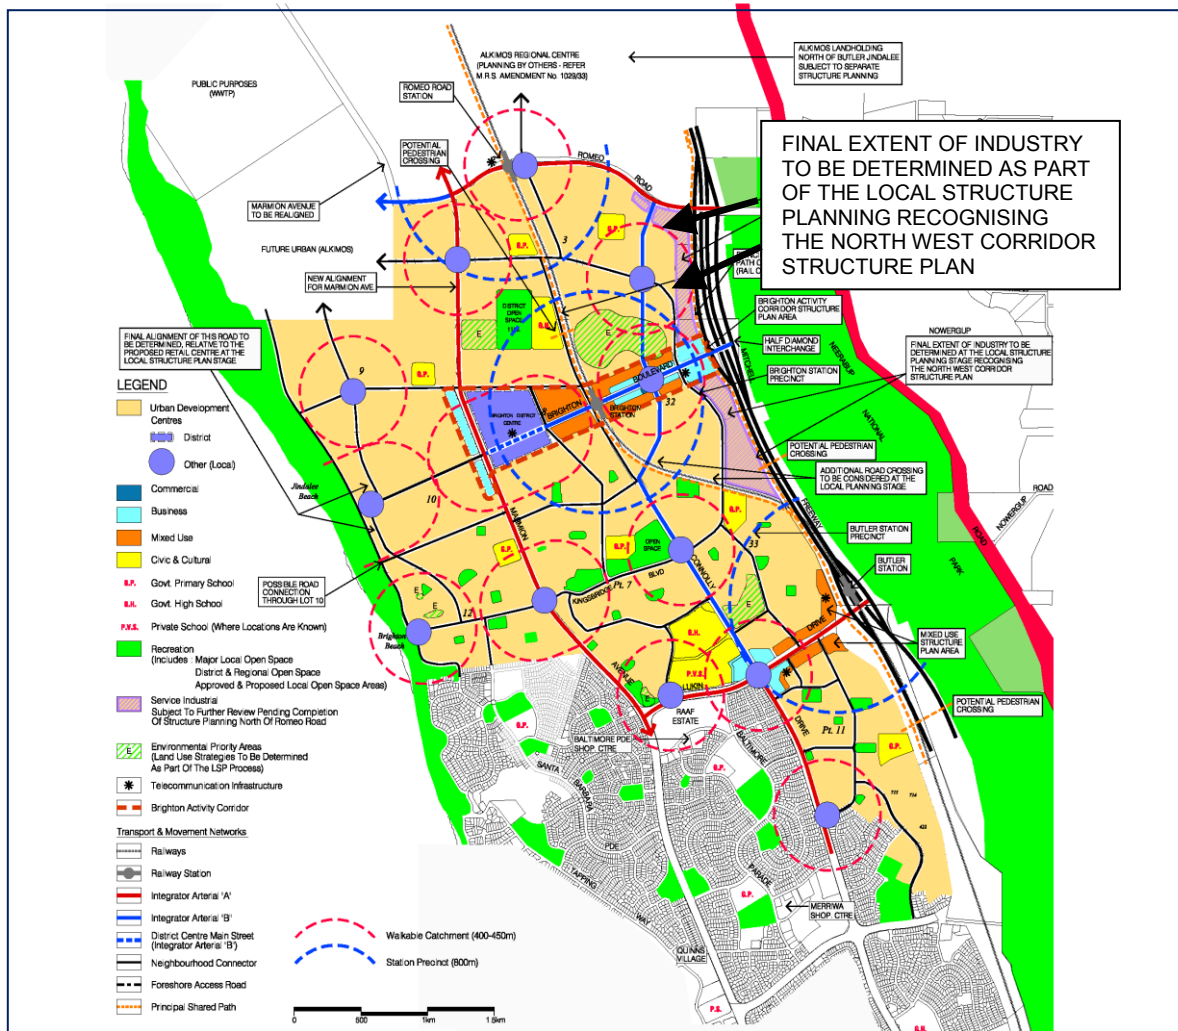 ALKIMOS REGIONAL CENTRE
(PLANNING BY OTHERS - REFER
M.R.S. AMENDMENT No. 1029/33)
ALKIMOS LANDHOLDING
NORTH OF BUTLER JINDALEE
SUBJECT TO SEPARATE
STRUCTURE PLANNING
PUBLIC PURPOSES
(WWTP)
ROMEO ROAD
STATION
POTENTIAL
PEDESTRIAN
CROSSING
ROMEO
ROAD
FINAL EXTENT OF INDUSTRY
TO BE DETERMINED AS PART
OF THE LOCAL STRUCTURE
PLANNING RECOGNISING
THE NORTH WEST CORRIDOR
STRUCTURE PLAN
MARMION AVENUE
TO BE REALIGNED
FUTURE URBAN (ALKIMOS)
G.P.
3
G.P.
PATH
(RAIL
NEW ALIGNMENT
FOR MARMION AVE
DISTRICT
OPEN
SPACE
E
E
BRIGHTON ACTIVITY
CORRIDOR STRUCTURE
PLAN AREA
NOWERGUP
FINAL ALIGNMENT OF THIS ROAD TO
BE DETERMINED, RELATIVE TO THE
PROPOSED RETAIL CENTRE AT THE
LOCAL STRUCTURE PLAN STAGE
HALF DIAMOND
INTERCHANGE
FINAL EXTENT OF INDUSTRY TO BE
DETERMINED AT THE LOCAL STRUCTURE
PLANNING STAGE RECOGNISING
THE NORTH WEST CORRIDOR
STRUCTURE PLAN
MITCHELL
NEERABUP
BRIGHTON STATION
PRECINCT
9
G.P.
BOULEVARD
BRIGHTON
BRIGHTON
STATION
32
BRIGHTON DISTRICT
CENTRE
NATIONAL
POTENTIAL PEDESTRIAN
CROSSING
ADDITIONAL ROAD CROSSING
TO BE CONSIDERED AT THE
LOCAL PLANNING STAGE
Jindalee
Beach
10
MARMION
FREEWAY
ROAD
NOWERGUP
ROAD
G.P.
33
BUTLER STATION
PRECINCT
BUTLER
STATION
PARK
G.P.
G.P.
OPEN
SPACE
CONNOLLY
POSSIBLE ROAD
CONNECTION
THROUGH LOT 10
KINGSBRIDGE
Pt. 7
BLVD
E
E
E
12
Brighton
Beach
G.H.
DRIVE
MIXED USE
STRUCTURE
PLAN AREA
P.V.S.
AVENUE
E
LUKIN
RAAF
ESTATE
DRIVE
Pt. 11
POTENTIAL PEDESTRIAN
CROSSING
G.P.
G.P.
BALTIMORE PDE
SHOP. CTRE
BALTIMORE
G.P.
SANTA
BARBARA
PDE
TAPPING
WAY
PARADE
G.P.
MERRIWA
SHOP. CTRE
QUINNS
VILLAGE
P.S.
G.H.
LEGEND
Urban Development
Centres
District
Other (Local)
Commercial
Business
Mixed Use
Civic & Cultural
G.P. Govt. Primary School
G.H. Govt. High School
P.V.S. Private School (Where Locations Are Known)
Recreation
(Includes : Major Local Open Space
District & Regional Open Space
Approved & Proposed Local Open Space Areas)
Service Industrial
Subject To Further Review Pending Completion
Of Structure Planning North Of Romeo Road
E Environmental Priority Areas
(Land Use Strategies To Be Determined
As Part Of The LSP Process)
Telecommunication Infrastructure
Brighton Activity Corridor
Transport & Movement Networks
Railways
Railway Station
Integrator Arterial 'A'
Integrator Arterial 'B'
District Centre Main Street
(Integrator Arterial 'B')
Neighbourhood Connector
Foreshore Access Road
Principal Shared Path
Walkable Catchment (400-450m)
Station Precinct (800m)
0 500 1km 1.5km